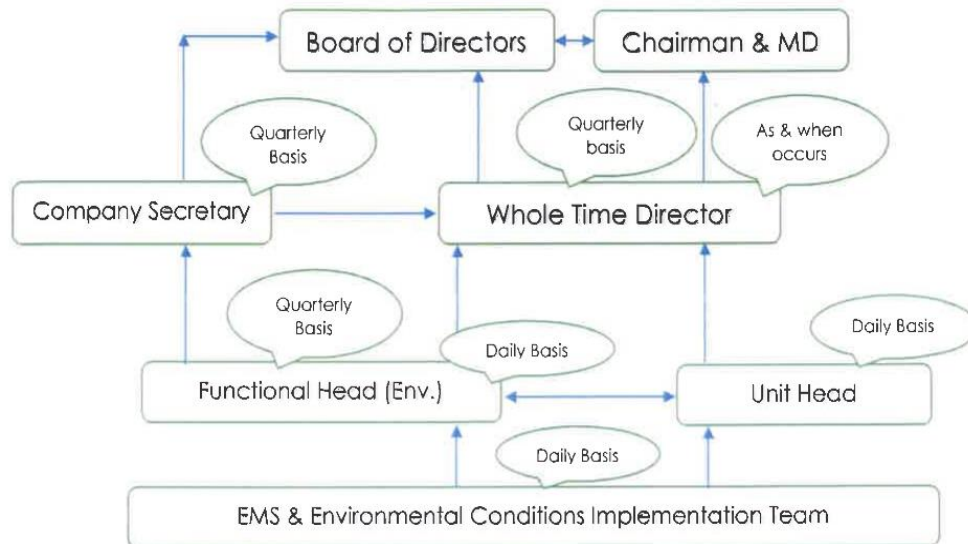 Board of Directors
Chairman & MD
Quarterly
Basis
Quarterly
basis
As & when
occurs
Company Secretary
Whole Time Director
Quarterly
Basis
Daily Basis
Daily Basis
Functional Head (Env.)
Unit Head
Daily Basis
EMS & Environmental Conditions Implementation Team